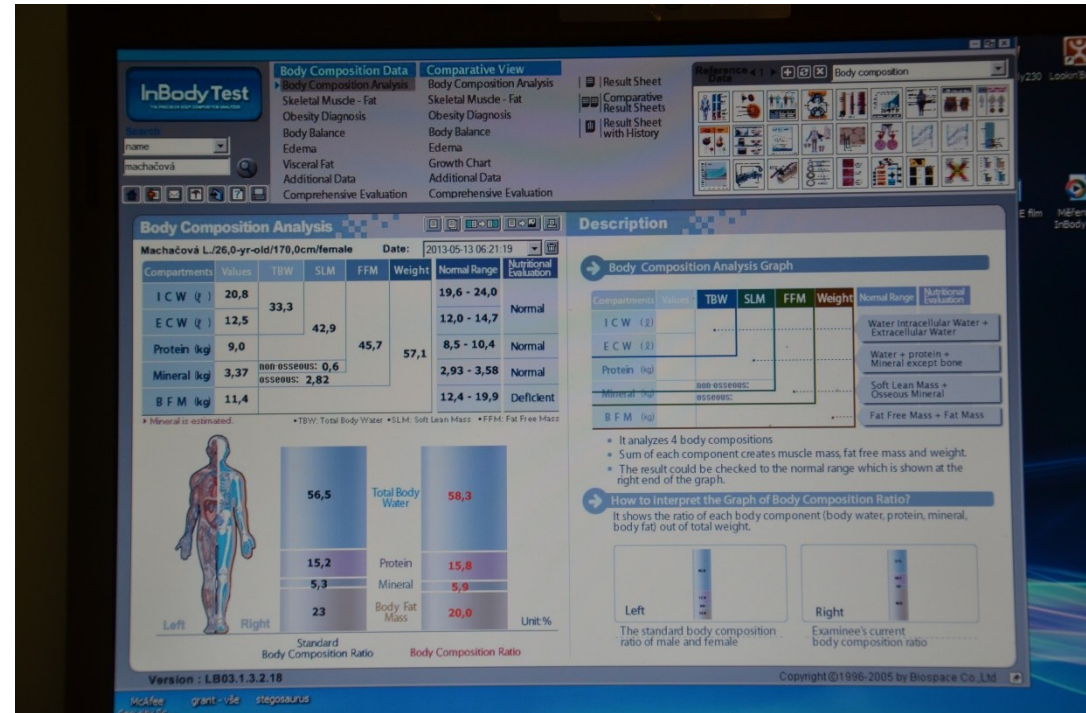 InBody Test
Search
name
machačová
Body Composition Data
Body Composition Analysis
Skeletal Muscle - Fat
Obesity Diagnosis
Body Balance
Edema
Visceral Fat
Additional Data
Comprehensive Evaluation
Comparative View
Body Composition Analysis
Skeletal Muscle - Fat
Obesity Diagnosis
Body Balance
Edema
Growth Chart
Additional Data
Comprehensive Evaluation
Result Sheet
Comparative
Result Sheets
Result Sheet
with History
Reference
Data
1
Body composition
Body Composition Analysis
Machačová L./26,0-yr-old/170,0cm/female Date: 2013-05-13 06:21:19
Compartments Values TBW SLM FFM Weight Normal Range Nutritional Evaluation
ICW (ℓ) 20,8 19,6 - 24,0
33,3 Normal
ECW (ℓ) 12,5 12,0 - 14,7
42,9
Protein (kg) 9,0 45,7 8,5 - 10,4 Normal
57,1
Mineral (kg) 3,37 non-osseous: 0,6 2,93 - 3,58 Normal
osseous: 2,82
BFM (kg) 11,4 12,4 - 19,9 Deficient
Mineral is estimated. •TBW: Total Body Water •SLM: Soft Lean Mass •FFM: Fat Free Mass
56,5 Total Body Water 58,3
15,2 Protein 15,8
5,3 Mineral 5,9
23 Body Fat Mass 20,0
Unit:%
Left Right
Standard
Body Composition Ratio
Body Composition Ratio
Description
Body Composition Analysis Graph
Compartments Values TBW SLM FFM Weight Normal Range Nutritional Evaluation
ICW (ℓ)
ECW (ℓ)
Protein (kg)
Mineral (kg)
non-osseous:
osseous:
BFM (kg)
Water Intracellular Water +
Extracellular Water
Water + protein +
Mineral except bone
Soft Lean Mass +
Osseous Mineral
Fat Free Mass + Fat Mass
• It analyzes 4 body compositions
• Sum of each component creates muscle mass, fat free mass and weight.
• The result could be checked to the normal range which is shown at the
right end of the graph.
How to interpret the Graph of Body Composition Ratio?
It shows the ratio of each body component (body water, protein, mineral,
body fat) out of total weight.
Left
The standard body composition
ratio of male and female
Right
Examinee's current
body composition ratio
Version : LB03.1.3.2.18
Copyright©1996-2005 by Biospace Co.,Ltd
McAfee
grant - vše
stegosaurus
E film
InBody